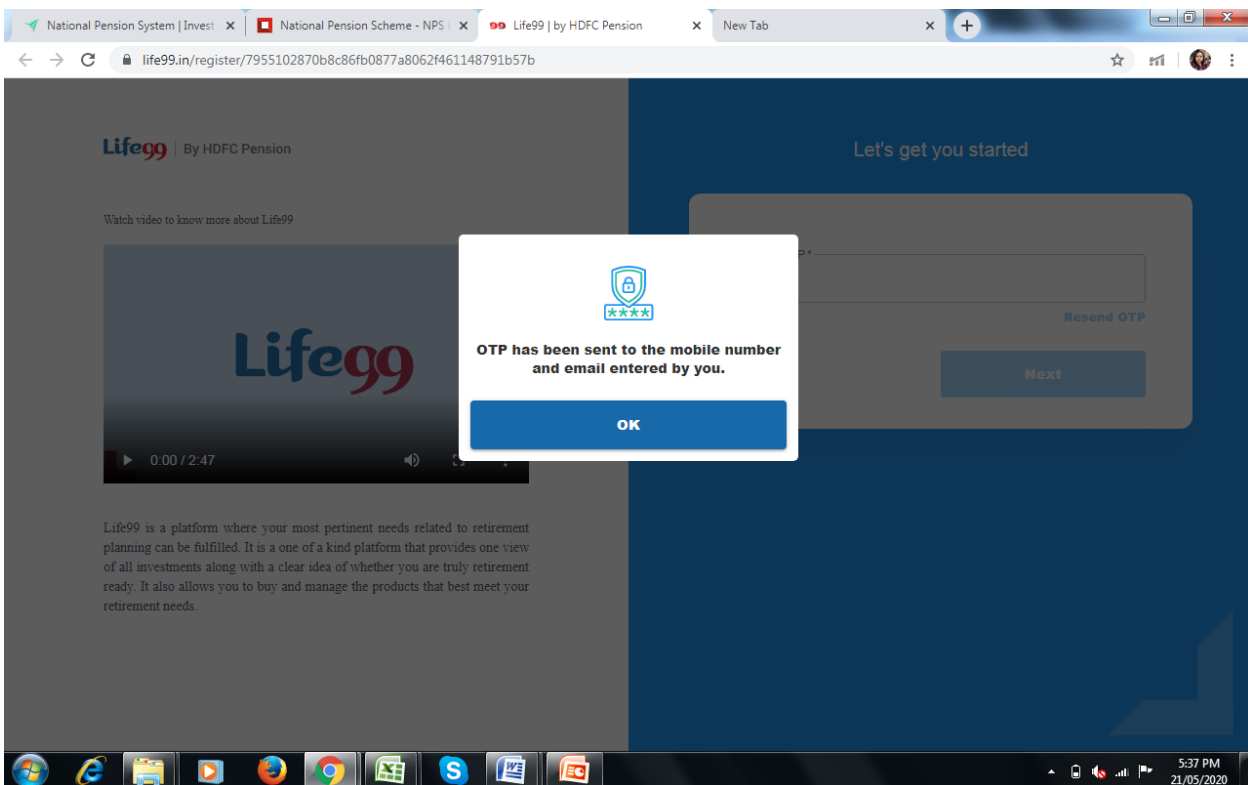 National Pension System | Invest
National Pension Scheme - NPS |
99 Life99 | by HDFC Pension
New Tab
life99.in/register/7955102870b8c86fb0877a8062f461148791b57b
Life99 | By HDFC Pension
Let's get you started
Watch video to know more about Life99
P *
Life99
Resend OTP
Next
****
OTP has been sent to the mobile number
and email entered by you.
OK
0:00 / 2:47
Life99 is a platform where your most pertinent needs related to retirement
planning can be fulfilled. It is a one of a kind platform that provides one view
of all investments along with a clear idea of whether you are truly retirement
ready. It also allows you to buy and manage the products that best meet your
retirement needs.
5:37 PM
21/05/2020